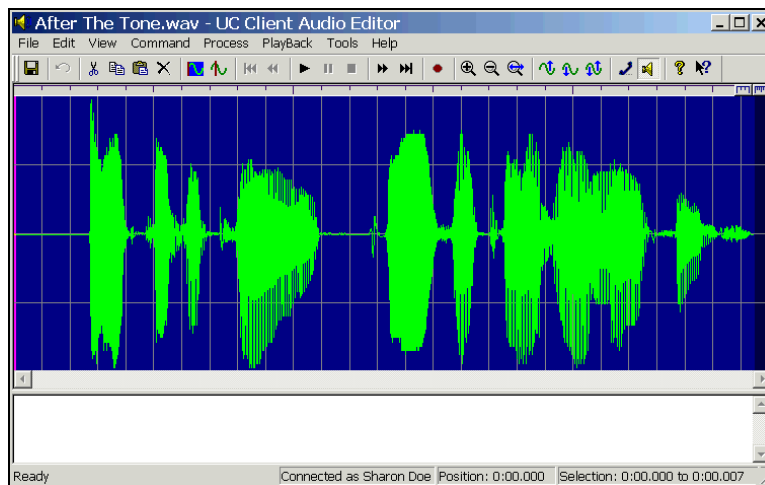 After The Tone.wav - UC Client Audio Editor
File Edit View Command Process PlayBack Tools Help
Ready Connected as Sharon Doe Position: 0:00.000 Selection: 0:00.000 to 0:00.007